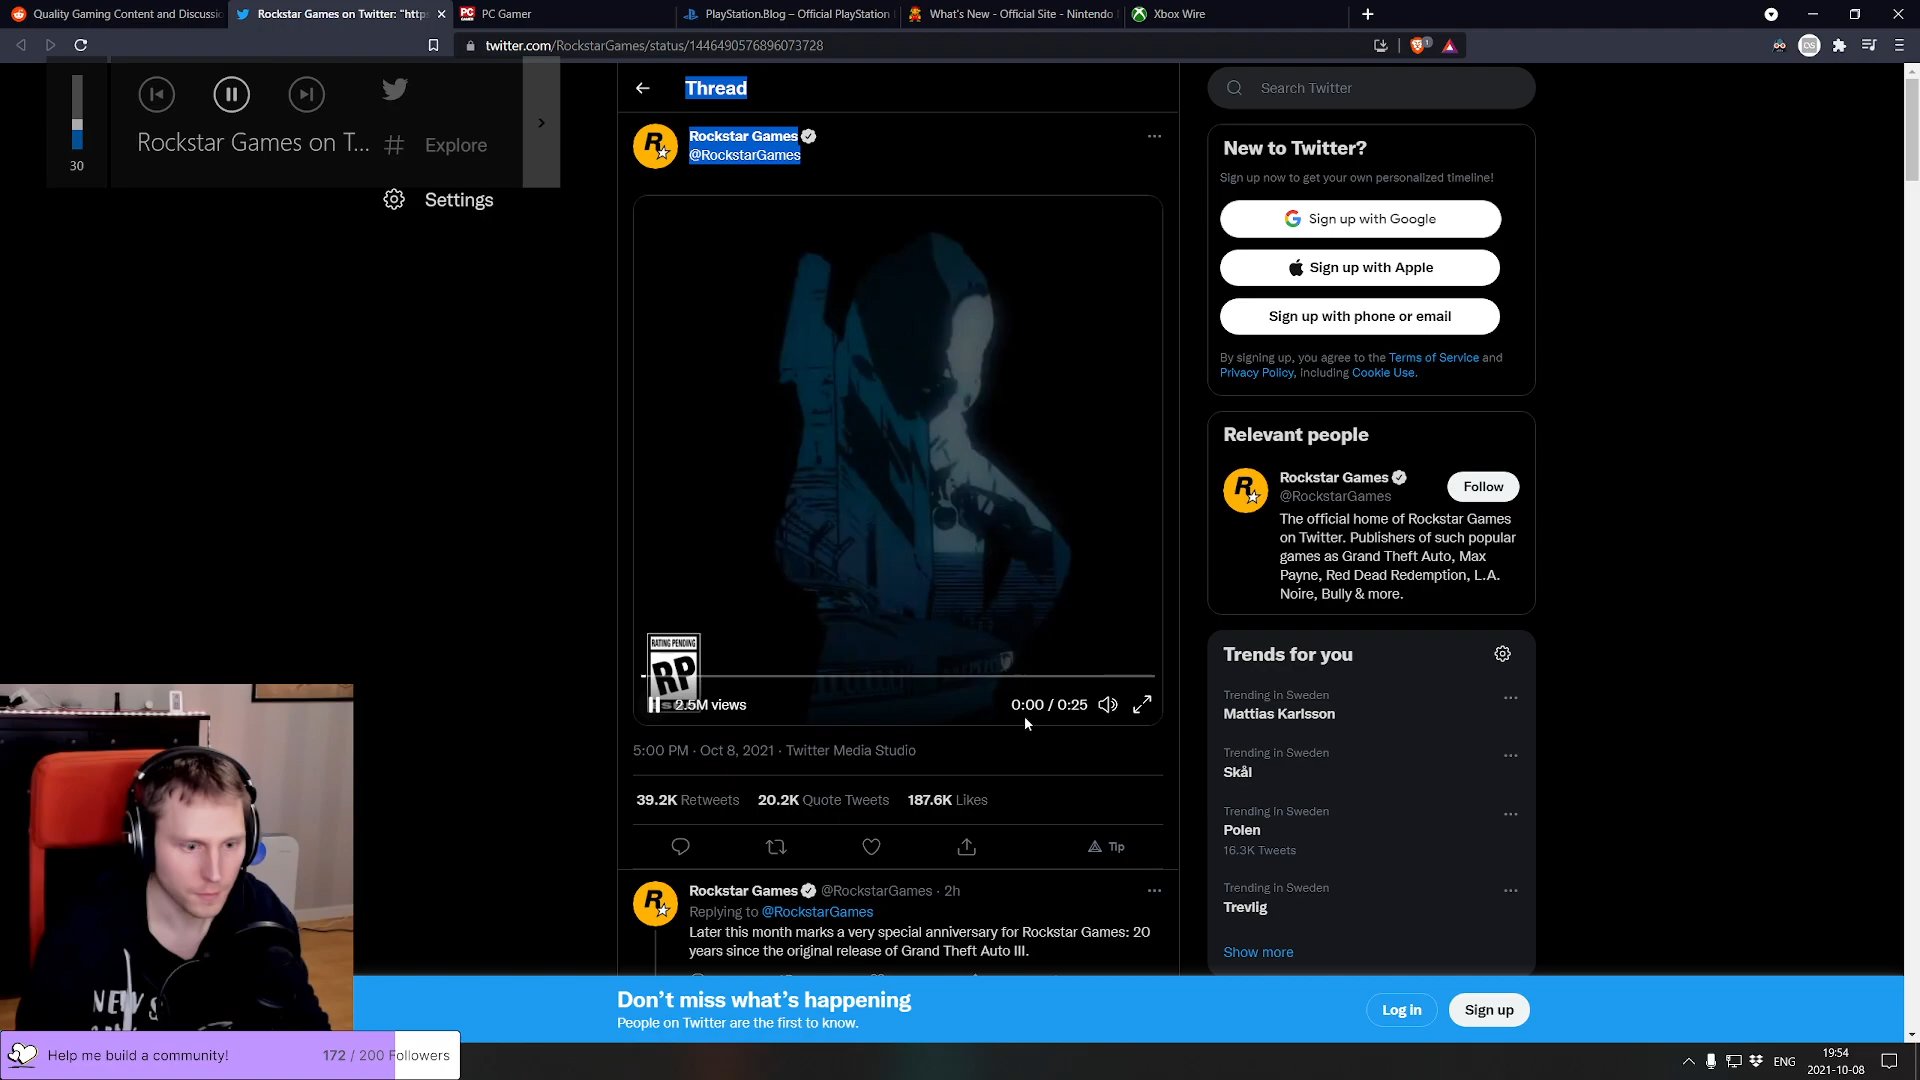 Quality Gaming Content and Discussi
Rockstar Games on Twitter: "http
PC Gamer
PlayStation.Blog – Official PlayStation
What's New - Official Site - Nintendo
Xbox Wire
twitter.com/RockstarGames/status/1446490576896073728
Rockstar Games on T...
30
Explore
Settings
Thread
Rockstar Games
@RockstarGames
RATING PENDING
RP
2.5M views
0:00 / 0:25
5:00 PM · Oct 8, 2021 · Twitter Media Studio
39.2K Retweets 20.2K Quote Tweets 187.6K Likes
Tip
Rockstar Games @RockstarGames · 2h
Replying to @RockstarGames
Later this month marks a very special anniversary for Rockstar Games: 20
years since the original release of Grand Theft Auto III.
Search Twitter
New to Twitter?
Sign up now to get your own personalized timeline!
Sign up with Google
Sign up with Apple
Sign up with phone or email
By signing up, you agree to the Terms of Service and
Privacy Policy, including Cookie Use.
Relevant people
Rockstar Games
@RockstarGames
Follow
The official home of Rockstar Games
on Twitter. Publishers of such popular
games as Grand Theft Auto, Max
Payne, Red Dead Redemption, L.A.
Noire, Bully & more.
Trends for you
Trending in Sweden
Mattias Karlsson
Trending in Sweden
Skål
Trending in Sweden
Polen
16.3K Tweets
Trending in Sweden
Trevlig
Show more
Don't miss what's happening
People on Twitter are the first to know.
Log in
Sign up
Help me build a community!
172 / 200 Followers
ENG
19:54
2021-10-08